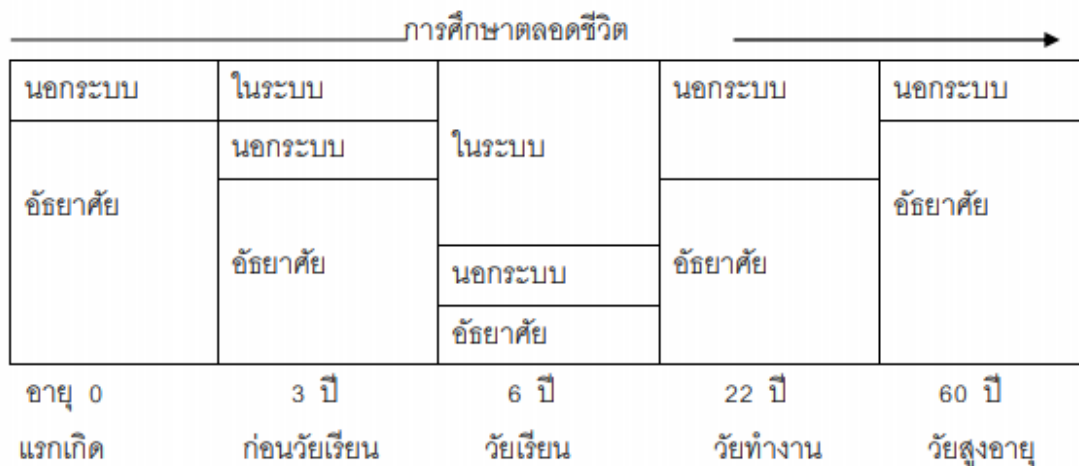 การศึกษาตลอดชีวิต
นอกระบบ ในระบบ นอกระบบ นอกระบบ
นอกระบบ ในระบบ
อัธยาศัย อัธยาศัย
อัธยาศัย นอกระบบ อัธยาศัย
อัธยาศัย
อายุ 0 3 ปี 6 ปี 22 ปี 60 ปี
แรกเกิด ก่อนวัยเรียน วัยเรียน วัยทำงาน วัยสูงอายุ